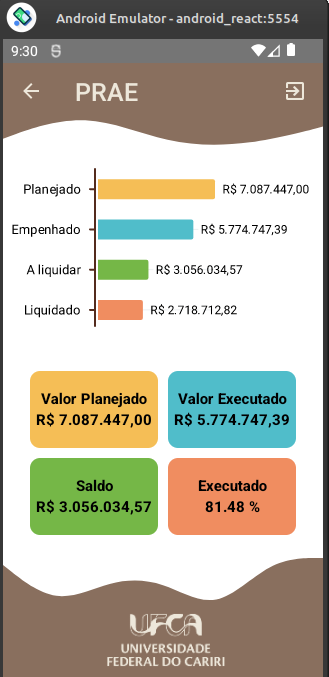 Android Emulator - android_react:5554
9:30
PRAE
Planejado R$ 7.087.447,00
Empenhado R$ 5.774.747,39
A liquidar R$ 3.056.034,57
Liquidado R$ 2.718.712,82
Valor Planejado
R$ 7.087.447,00
Valor Executado
R$ 5.774.747,39
Saldo
R$ 3.056.034,57
Executado
81.48 %
UFCA
UNIVERSIDADE
FEDERAL DO CARIRI